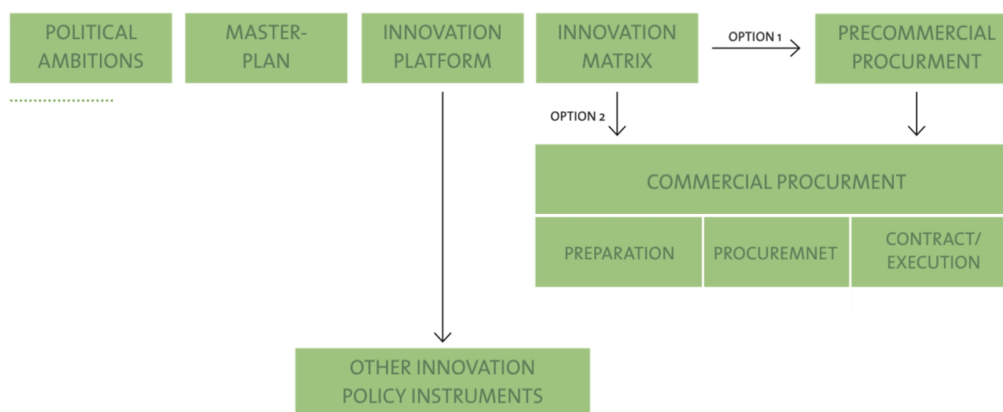 POLITICAL
AMBITIONS
MASTER-
PLAN
INNOVATION
PLATFORM
INNOVATION
MATRIX
OPTION 1
PRECOMMERCIAL
PROCURMENT
OPTION 2
COMMERCIAL PROCURMENT
PREPARATION
PROCUREMNET
CONTRACT/
EXECUTION
OTHER INNOVATION
POLICY INSTRUMENTS